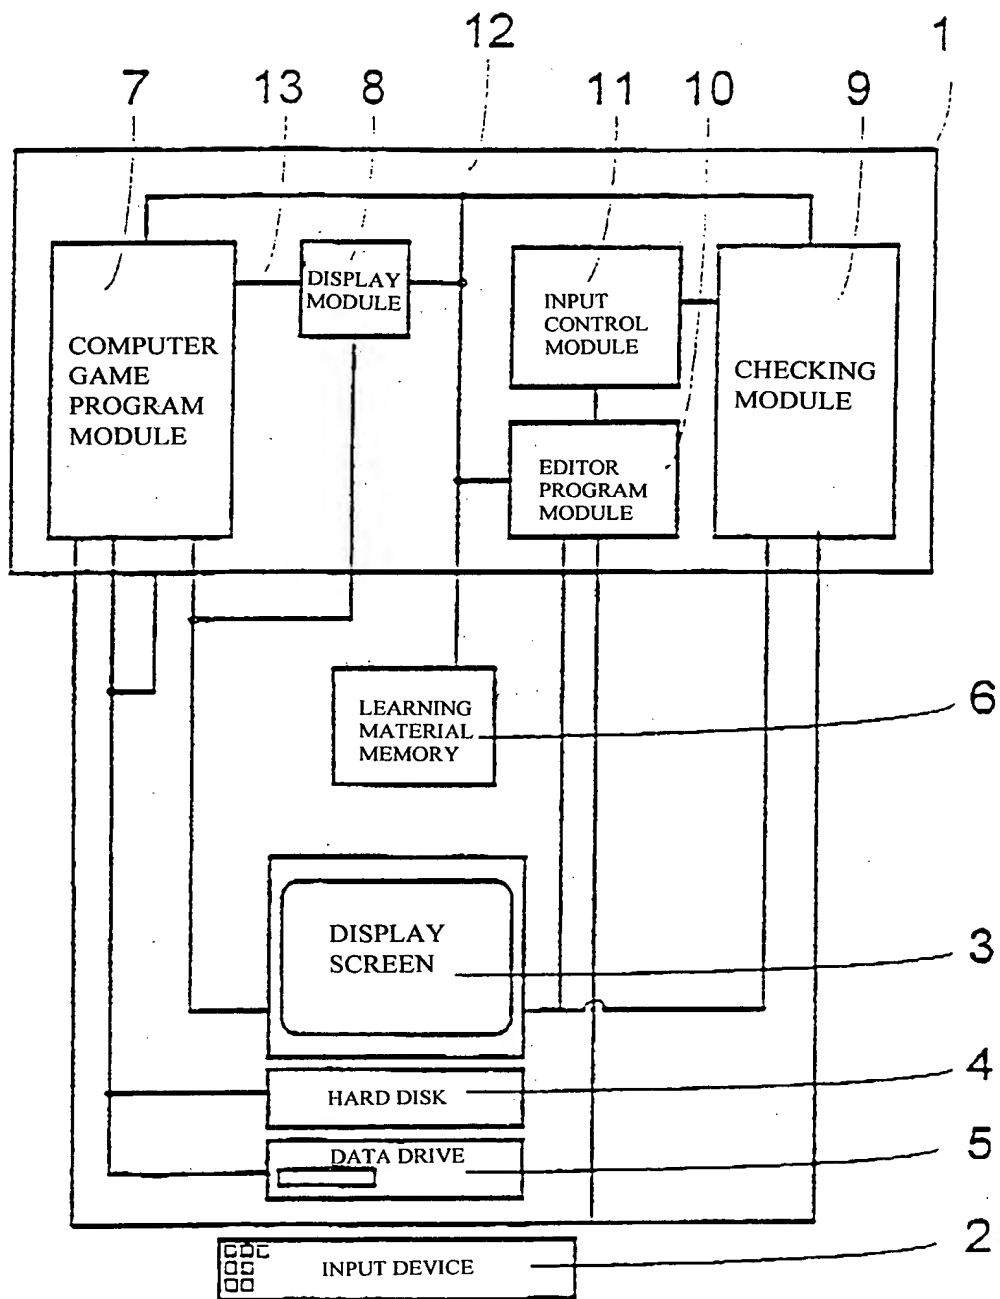 12
1
7
13
8
11
10
9
DISPLAY
MODULE
INPUT
CONTROL
MODULE
COMPUTER
GAME
PROGRAM
MODULE
CHECKING
MODULE
EDITOR
PROGRAM
MODULE
LEARNING
MATERIAL
MEMORY
6
DISPLAY
SCREEN
3
HARD DISK
4
DATA DRIVE
5
INPUT DEVICE
2